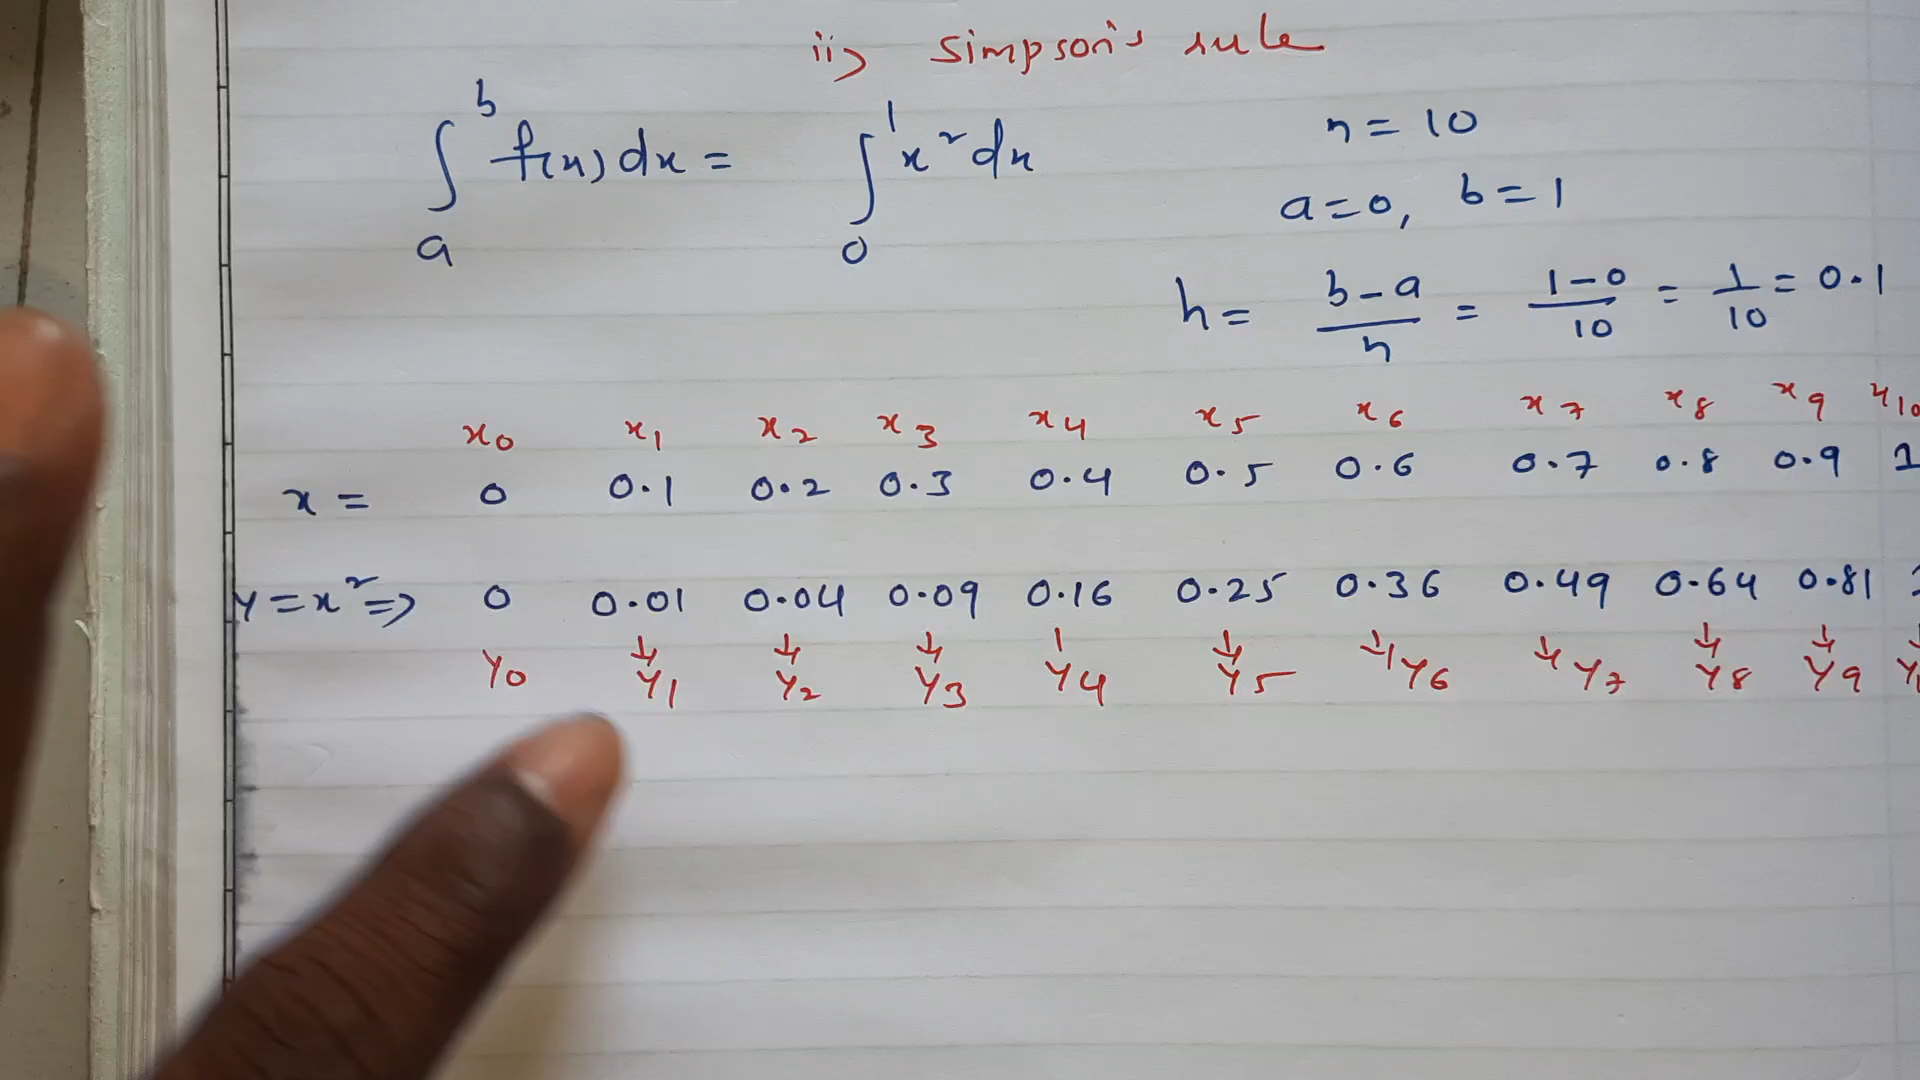 ii) Simpson's rule
∫ₐᵇ f(x) dx = ∫₀¹ x² dx
n = 10
a = 0, b = 1
h = (b - a)/n = (1 - 0)/10 = 1/10 = 0.1
x₀ x₁ x₂ x₃ x₄ x₅ x₆ x₇ x₈ x₉ x₁₀
x = 0 0.1 0.2 0.3 0.4 0.5 0.6 0.7 0.8 0.9 1
y = x² => 0 0.01 0.04 0.09 0.16 0.25 0.36 0.49 0.64 0.81
y₀ y₁ y₂ y₃ y₄ y₅ y₆ y₇ y₈ y₉